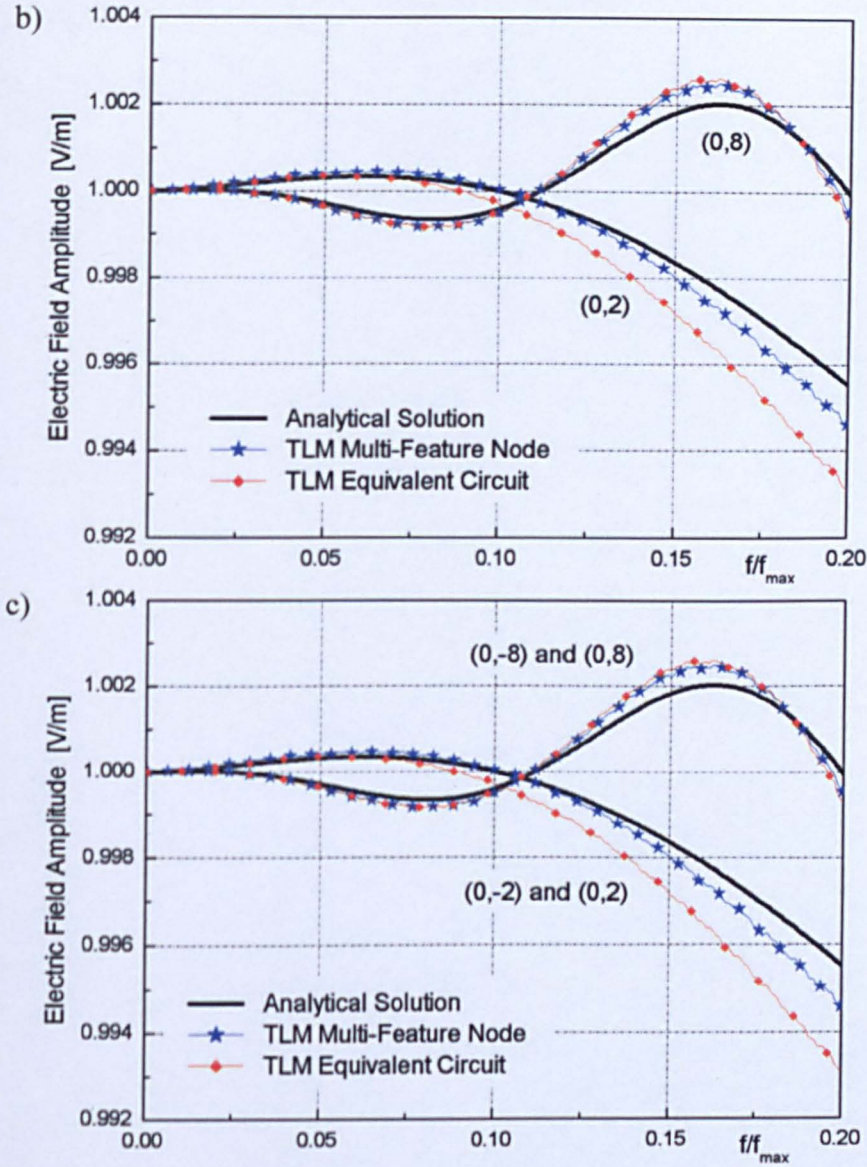 b)
1.004
1.002
1.000
0.998
0.996
0.994
0.992
Electric Field Amplitude [V/m]
(0,8)
(0,2)
Analytical Solution
TLM Multi-Feature Node
TLM Equivalent Circuit
0.00
0.05
0.10
0.15
0.20
f/fmax
c)
1.004
1.002
1.000
0.998
0.996
0.994
0.992
Electric Field Amplitude [V/m]
(0,-8) and (0,8)
(0,-2) and (0,2)
Analytical Solution
TLM Multi-Feature Node
TLM Equivalent Circuit
0.00
0.05
0.10
0.15
0.20
f/fmax